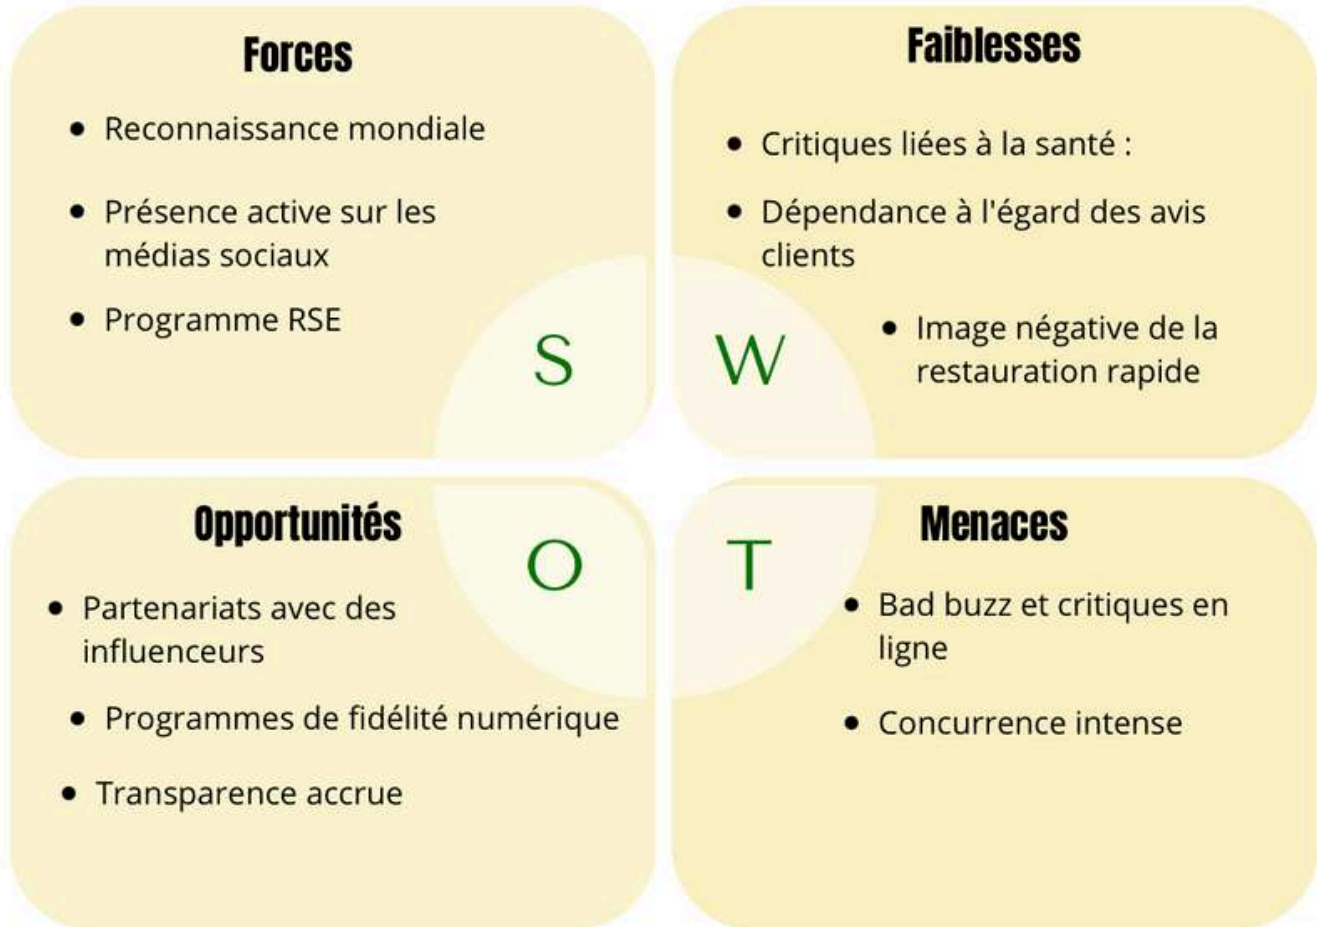 Forces
• Reconnaissance mondiale
• Présence active sur les
médias sociaux
• Programme RSE
S
Faiblesses
• Critiques liées à la santé :
• Dépendance à l'égard des avis
clients
• Image négative de la
restauration rapide
W
Opportunités
O
• Partenariats avec des
influenceurs
• Programmes de fidélité numérique
• Transparence accrue
Menaces
T
• Bad buzz et critiques en
ligne
• Concurrence intense